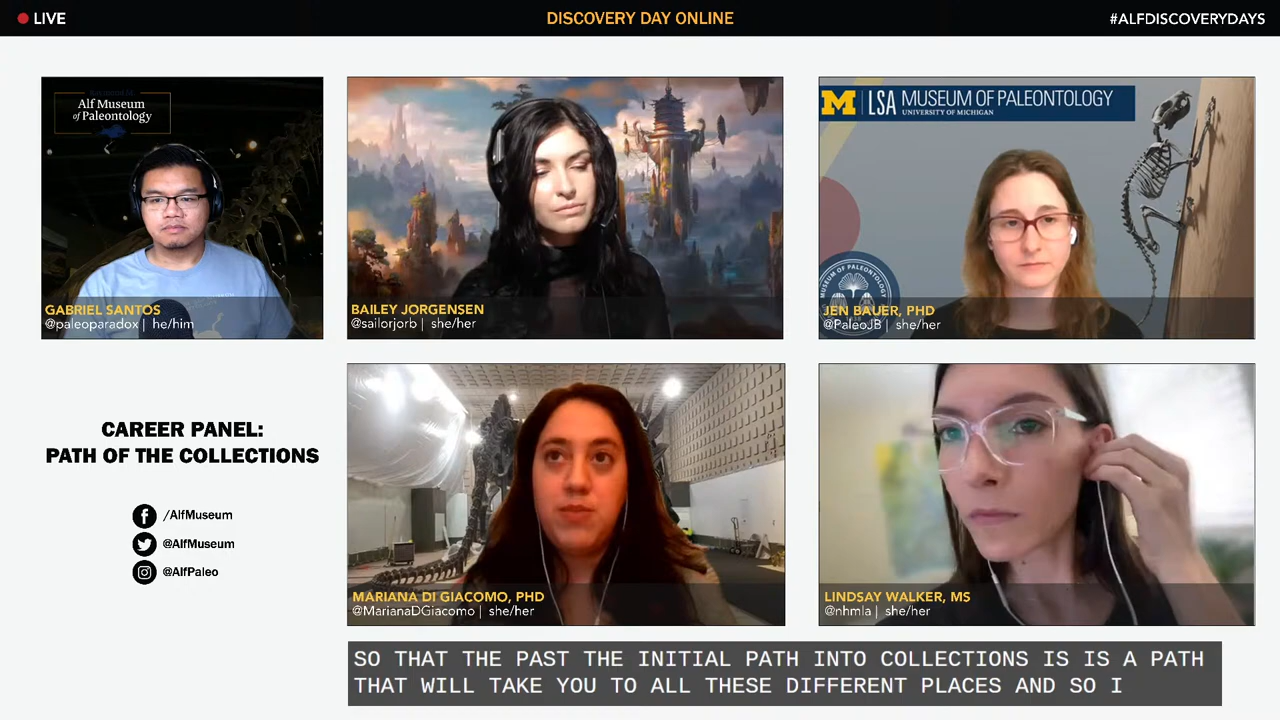 LIVE
DISCOVERY DAY ONLINE
#ALFDISCOVERYDAYS
Alf Museum
of Paleontology
GABRIEL SANTOS
@paleoparadox | he/him
BAILEY JORGENSEN
@sailorjorb | she/her
M LSA MUSEUM OF PALEONTOLOGY
UNIVERSITY OF MICHIGAN
MUSEUM OF PALEONTOLOGY
JEN BAUER, PHD
@PaleoJB | she/her
CAREER PANEL:
PATH OF THE COLLECTIONS
/AlfMuseum
@AlfMuseum
@AlfPaleo
MARIANA DI GIACOMO, PHD
@MarianaDGiacomo | she/her
LINDSAY WALKER, MS
@nhmla | she/her
SO THAT THE PAST THE INITIAL PATH INTO COLLECTIONS IS IS A PATH
THAT WILL TAKE YOU TO ALL THESE DIFFERENT PLACES AND SO I